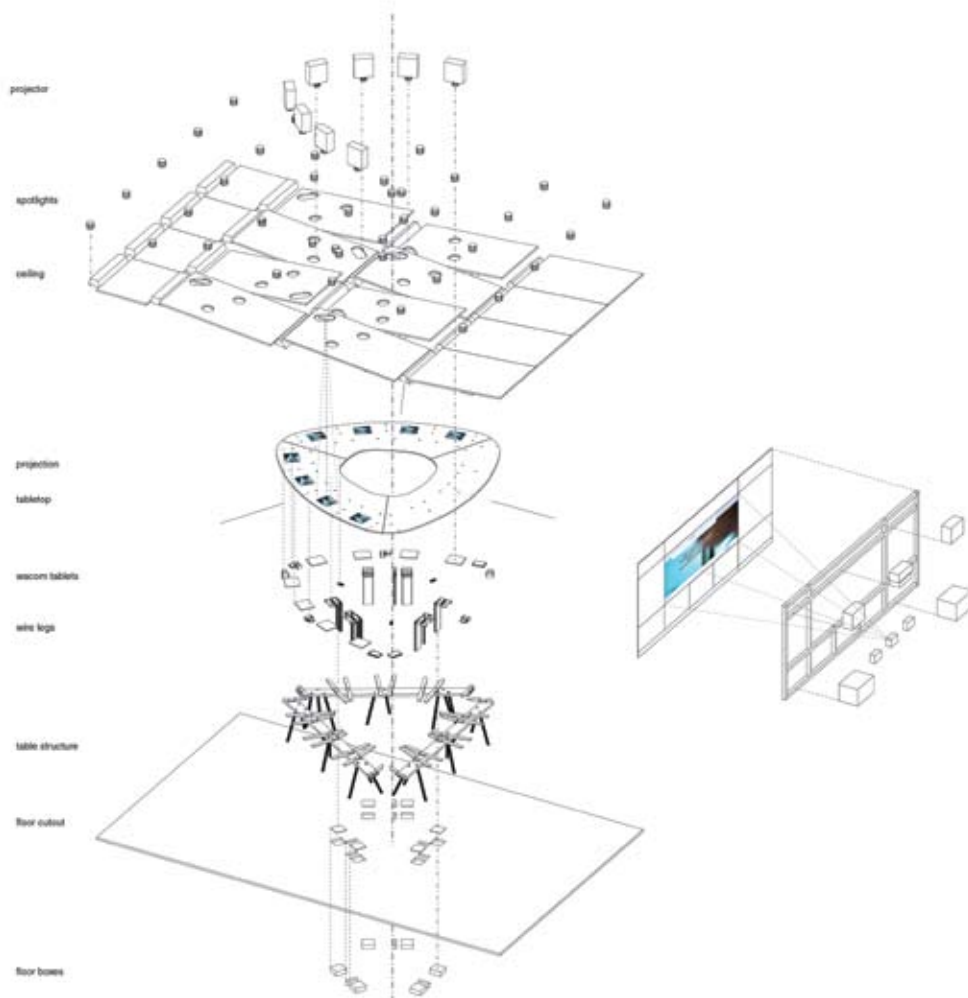 projector
spotlights
ceiling
projection
tabletop
wacom tablets
wire legs
table structure
floor cutout
floor boxes